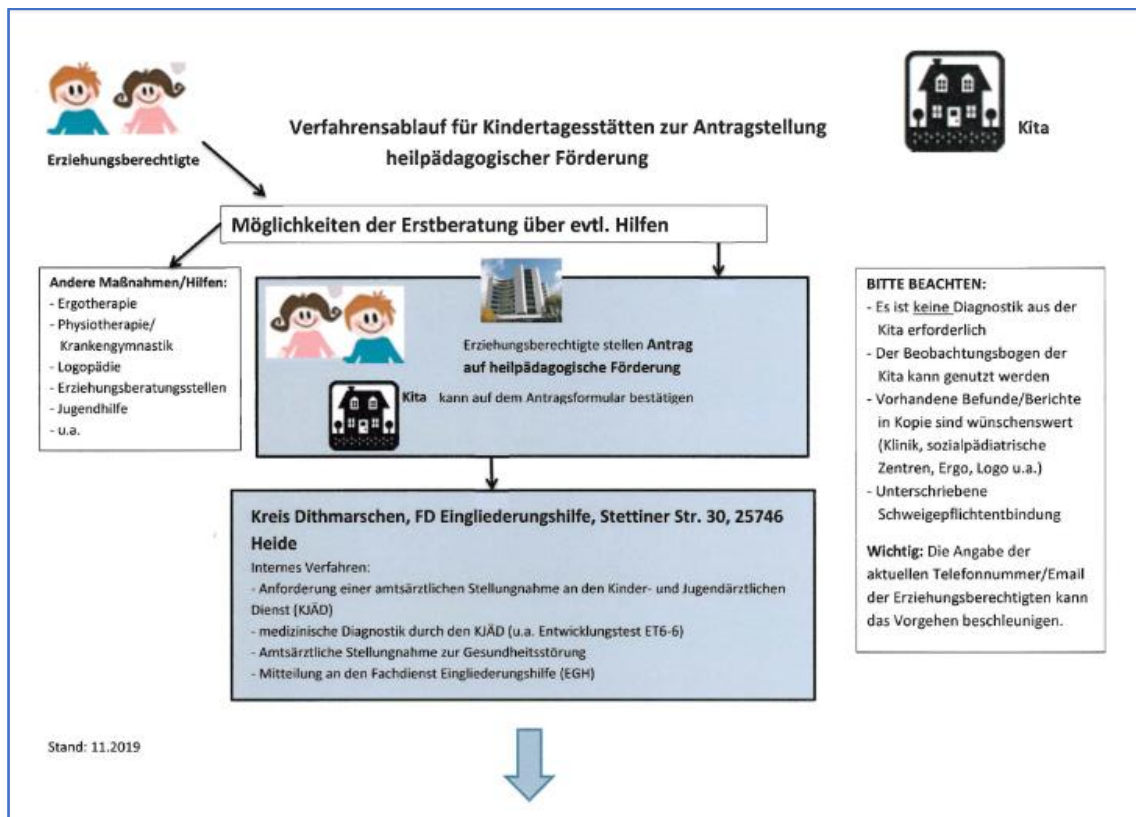 Erziehungsberechtigte
Verfahrensablauf für Kindertagesstätten zur Antragstellung
heilpädagogischer Förderung
Kita
Möglichkeiten der Erstberatung über evtl. Hilfen
Andere Maßnahmen/Hilfen:
- Ergotherapie
- Physiotherapie/
Krankengymnastik
- Logopädie
- Erziehungsberatungsstellen
- Jugendhilfe
- u.a.
Erziehungsberechtigte stellen Antrag
auf heilpädagogische Förderung
Kita kann auf dem Antragsformular bestätigen
BITTE BEACHTEN:
- Es ist keine Diagnostik aus der
Kita erforderlich
- Der Beobachtungsbogen der
Kita kann genutzt werden
- Vorhandene Befunde/Berichte
in Kopie sind wünschenswert
(Klinik, sozialpädiatrische
Zentren, Ergo, Logo u.a.)
- Unterschriebene
Schweigepflichtentbindung
Wichtig: Die Angabe der
aktuellen Telefonnummer/Email
der Erziehungsberechtigten kann
das Vorgehen beschleunigen.
Kreis Dithmarschen, FD Eingliederungshilfe, Stettiner Str. 30, 25746
Heide
Internes Verfahren:
- Anforderung einer amtsärztlichen Stellungnahme an den Kinder- und Jugendärztlichen
Dienst (KJÄD)
- medizinische Diagnostik durch den KJÄD (u.a. Entwicklungstest ET6-6)
- Amtsärztliche Stellungnahme zur Gesundheitsstörung
- Mitteilung an den Fachdienst Eingliederungshilfe (EGH)
Stand: 11.2019